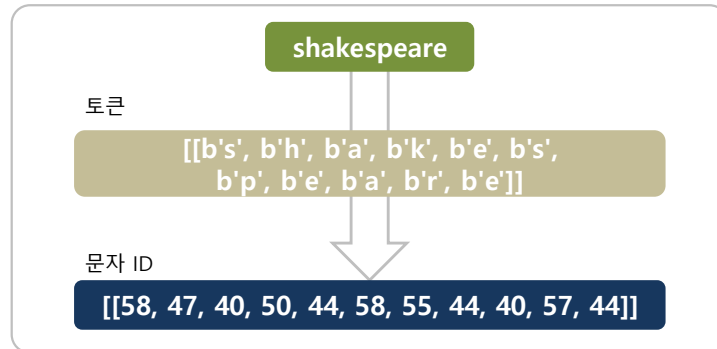 shakespeare
토큰
[[b's', b'h', b'a', b'k', b'e', b's',
b'p', b'e', b'a', b'r', b'e']]
문자 ID
[[58, 47, 40, 50, 44, 58, 55, 44, 40, 57, 44]]